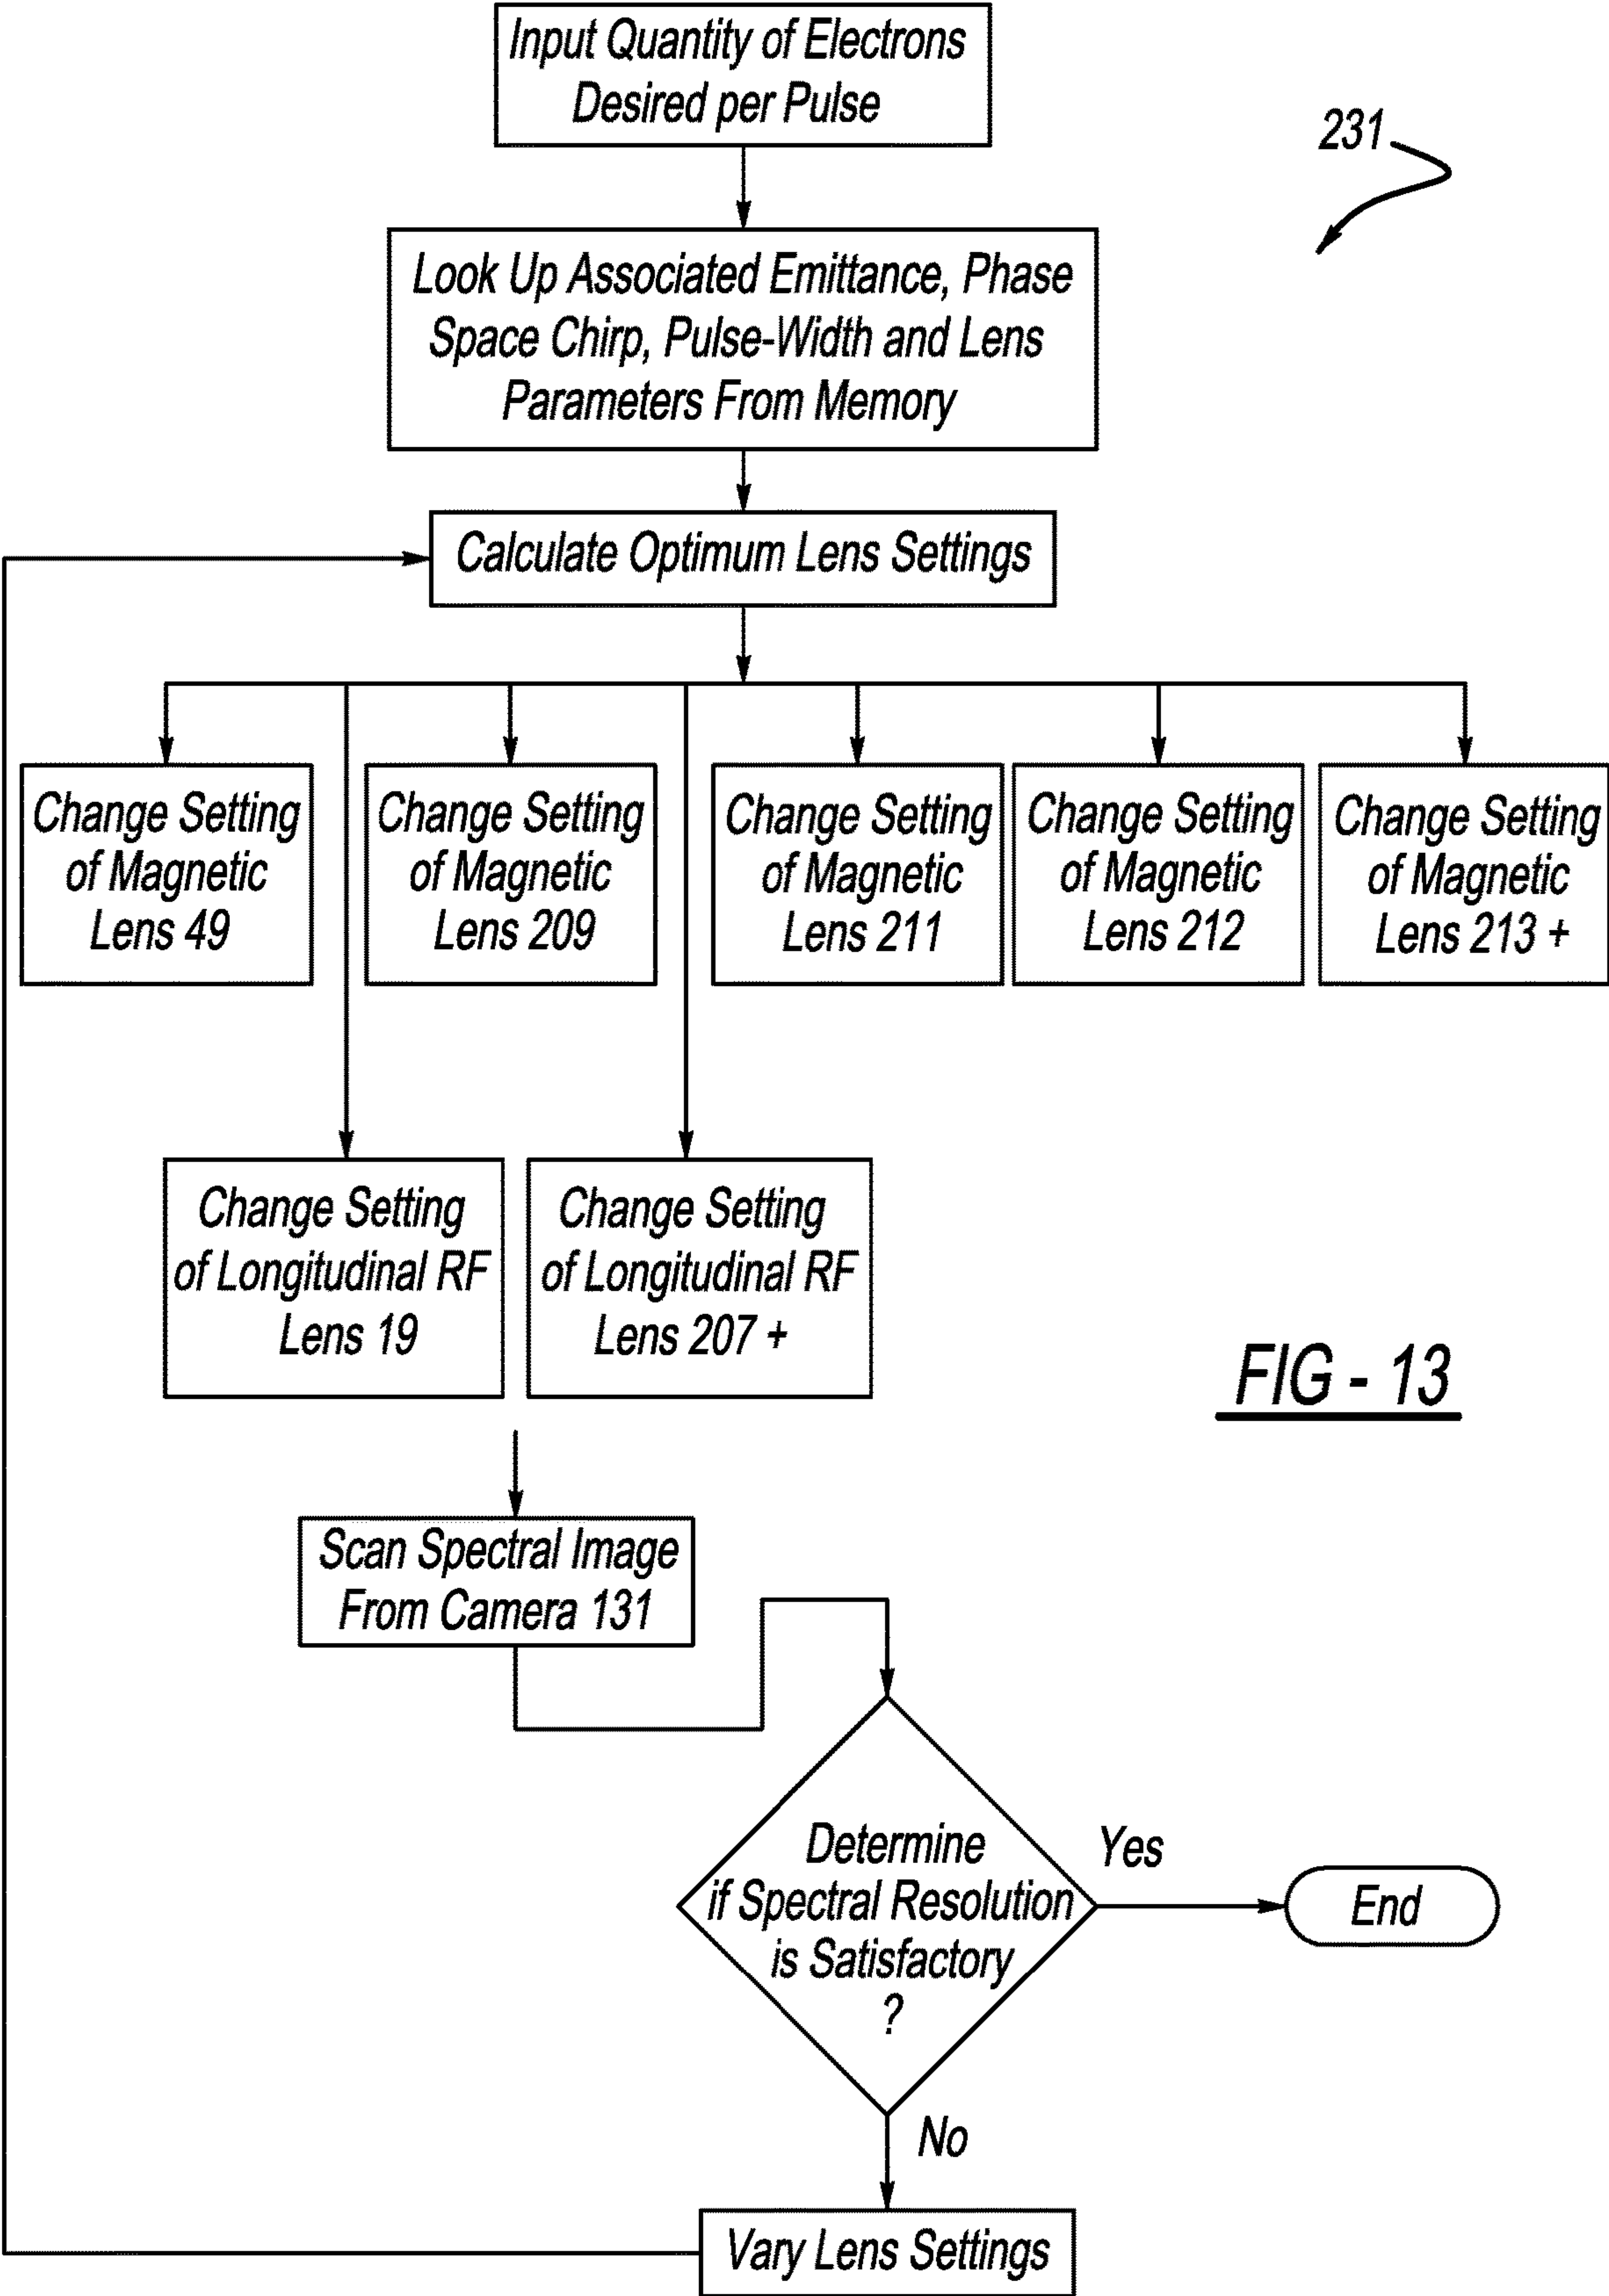 Input Quantity of Electrons
Desired per Pulse
231
Look Up Associated Emittance, Phase
Space Chirp, Pulse-Width and Lens
Parameters From Memory
Calculate Optimum Lens Settings
Change Setting
of Magnetic
Lens 49
Change Setting
of Magnetic
Lens 209
Change Setting
of Magnetic
Lens 211
Change Setting
of Magnetic
Lens 212
Change Setting
of Magnetic
Lens 213 +
Change Setting
of Longitudinal RF
Lens 19
Change Setting
of Longitudinal RF
Lens 207 +
FIG - 13
Scan Spectral Image
From Camera 131
Determine
if Spectral Resolution
is Satisfactory
?
Yes
End
No
Vary Lens Settings